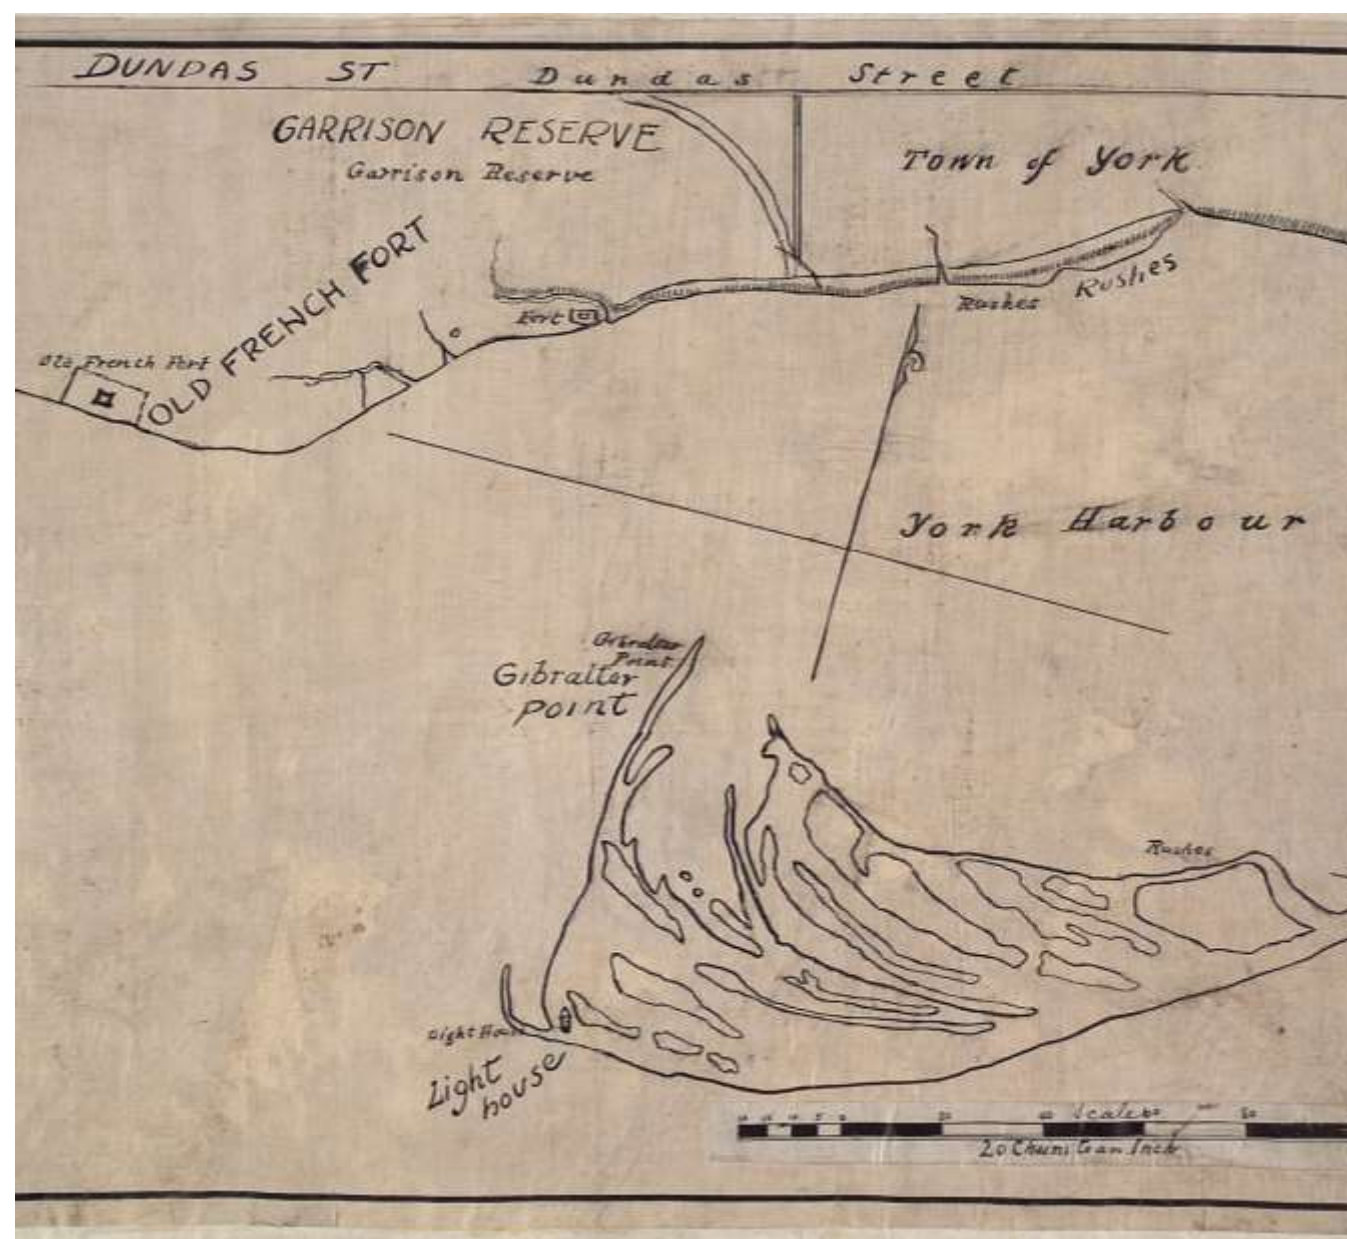 DUNDAS ST Dundas Street
GARRISON RESERVE
Garrison Reserve
Town of York
OLD FRENCH FORT
Old French Fort
Fort
Rushes
Rushes
York Harbour
Gibralter
Point
Gibralter
Point
Rushes
Light House
Light
house
Scale
20 Chains to an Inch